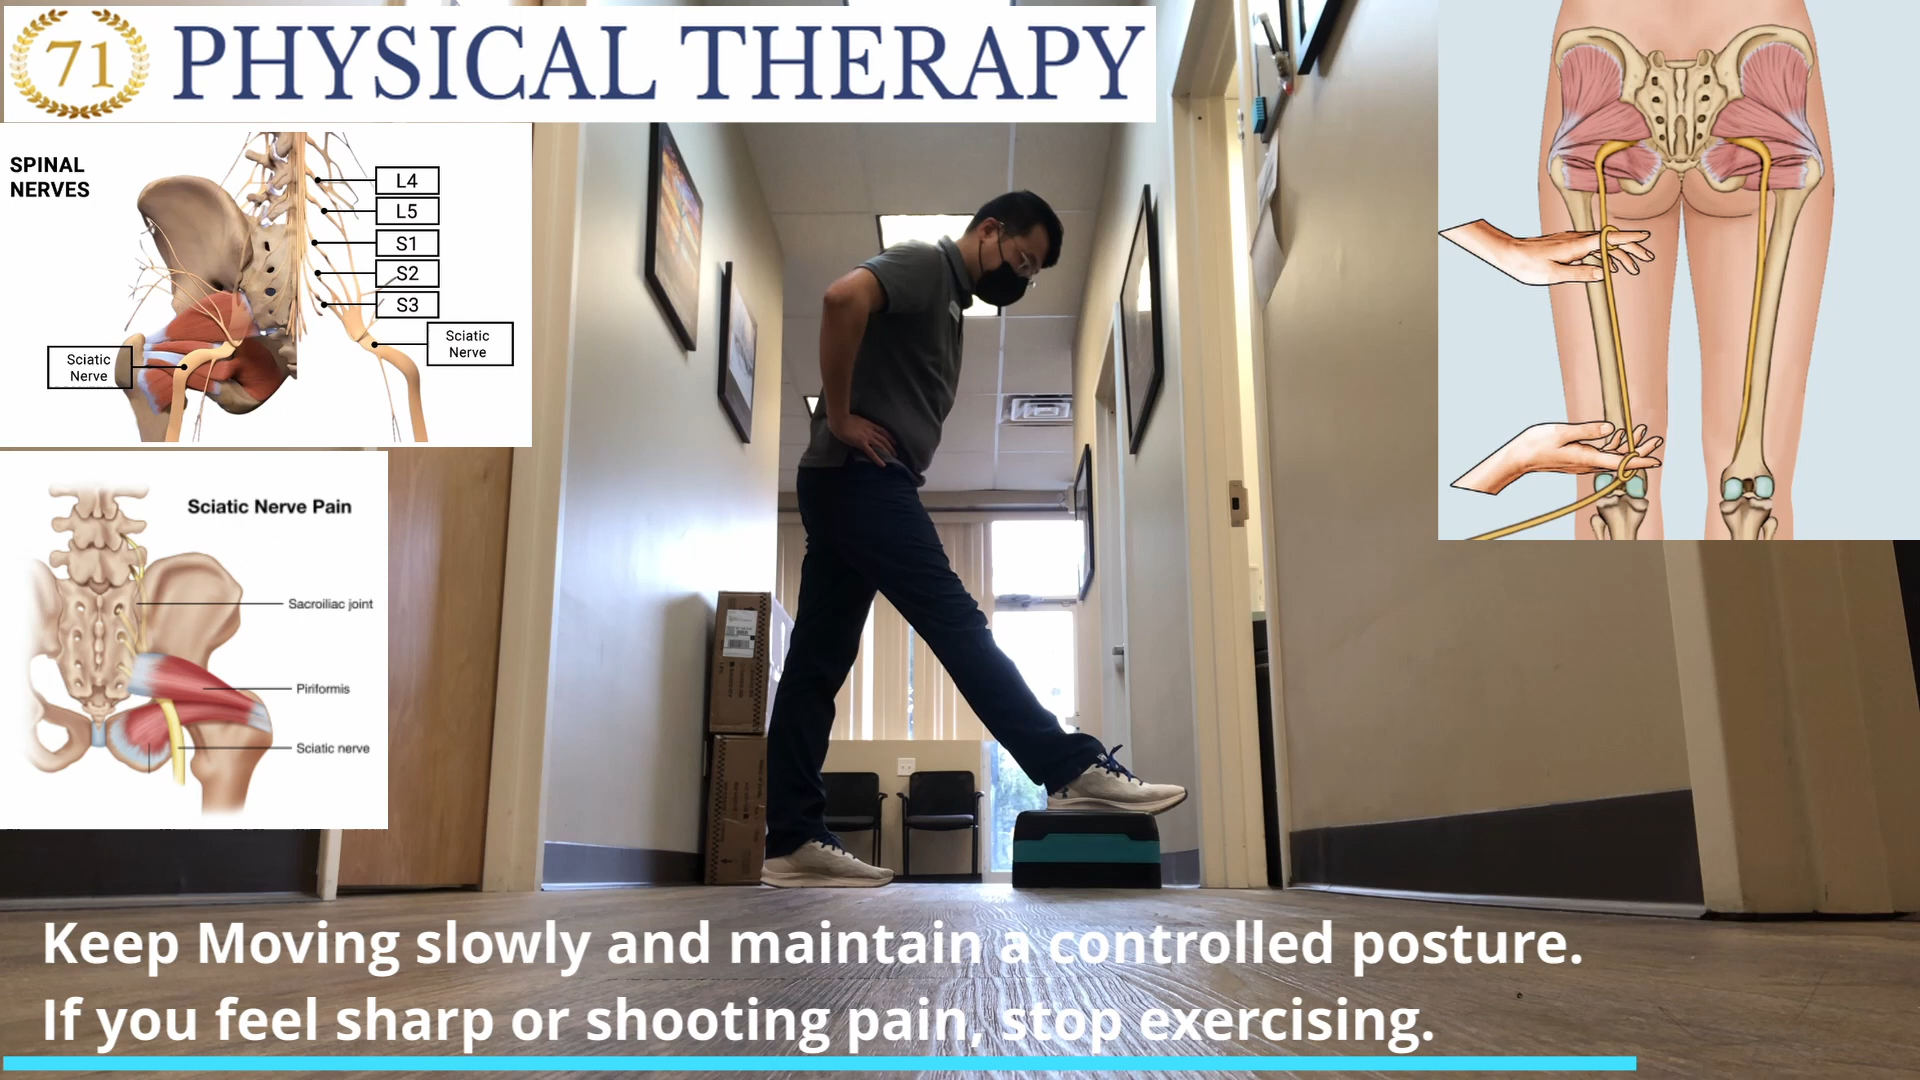 71 PHYSICAL THERAPY
SPINAL
NERVES
L4
L5
S1
S2
S3
Sciatic
Nerve
Sciatic
Nerve
Sciatic Nerve Pain
Sacroiliac joint
Piriformis
Sciatic nerve
Keep Moving slowly and maintain a controlled posture.
If you feel sharp or shooting pain, stop exercising.